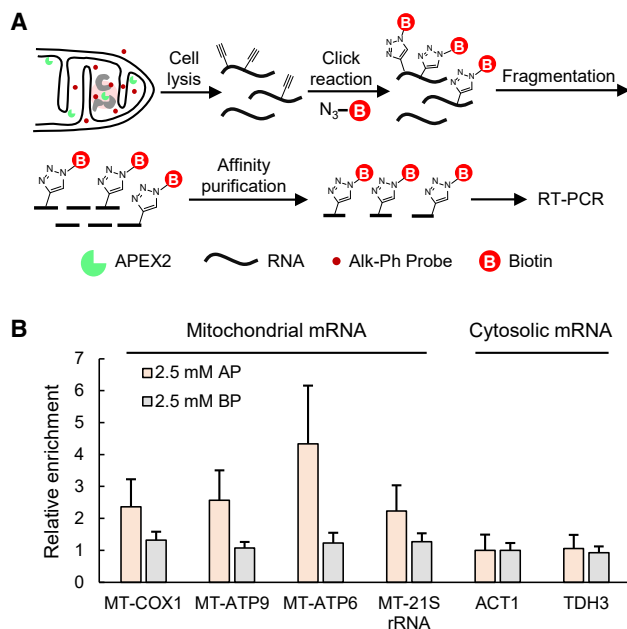 A
Cell
lysis
Click
reaction
N₃–B
Fragmentation
N
N
N
B
N
N
N
B
N
N
N
B
N
N
N
B
N
N
N
B
N
N
N
B
Affinity
purification
N
N
N
B
N
N
N
B
N
N
N
B
RT-PCR
APEX2
RNA
Alk-Ph Probe
B Biotin
B
Mitochondrial mRNA
Cytosolic mRNA
2.5 mM AP
2.5 mM BP
Relative enrichment
7
6
5
4
3
2
1
0
MT-COX1 MT-ATP9 MT-ATP6 MT-21S rRNA ACT1 TDH3